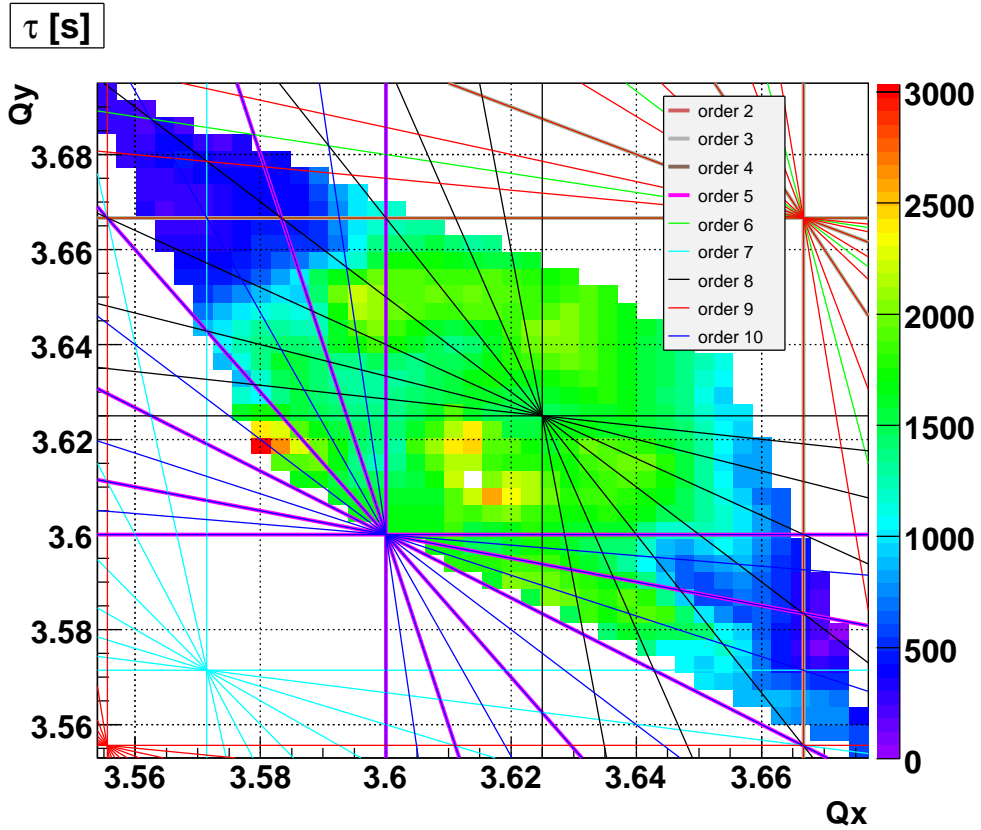 τ [s]
Qy
3.68
3.66
3.64
3.62
3.6
3.58
3.56
order 2
order 3
order 4
order 5
order 6
order 7
order 8
order 9
order 10
3000
2500
2000
1500
1000
500
0
3.56 3.58 3.6 3.62 3.64 3.66
Qx